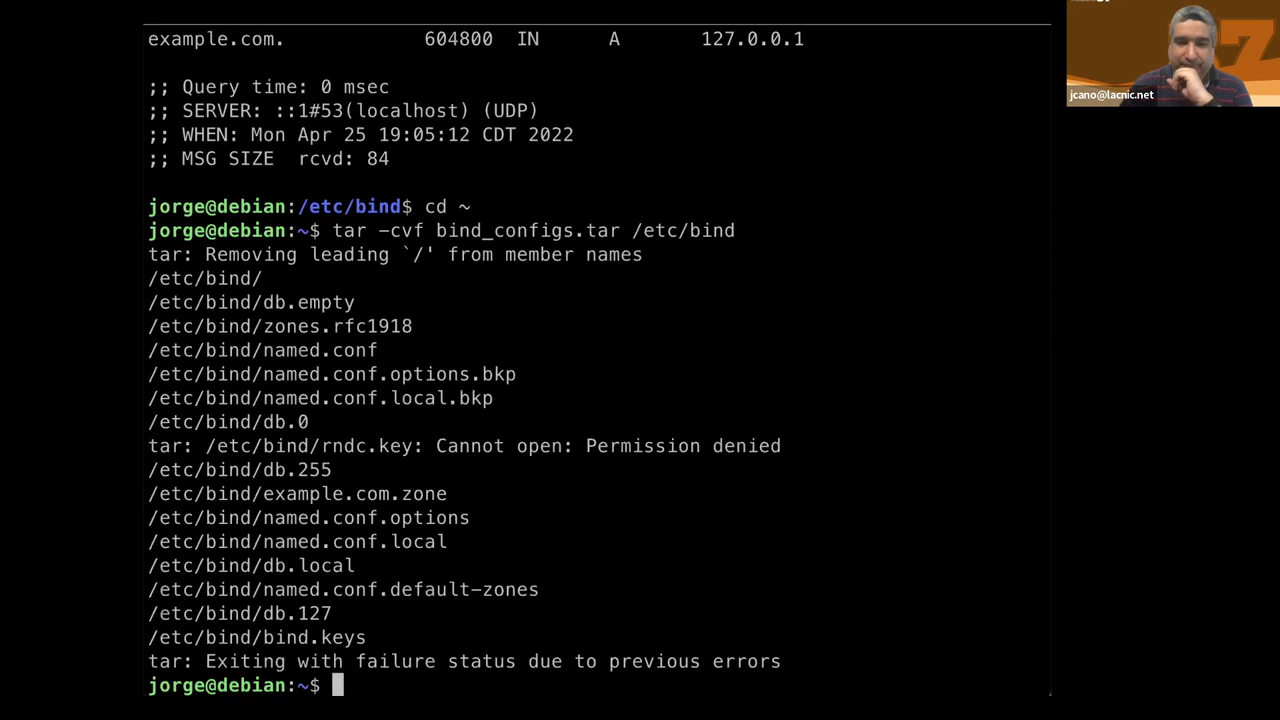 example.com. 604800 IN A 127.0.0.1
;; Query time: 0 msec
;; SERVER: ::1#53(localhost) (UDP)
;; WHEN: Mon Apr 25 19:05:12 CDT 2022
;; MSG SIZE rcvd: 84
jorge@debian:/etc/bind$ cd ~
jorge@debian:~$ tar -cvf bind_configs.tar /etc/bind
tar: Removing leading `/' from member names
/etc/bind/
/etc/bind/db.empty
/etc/bind/zones.rfc1918
/etc/bind/named.conf
/etc/bind/named.conf.options.bkp
/etc/bind/named.conf.local.bkp
/etc/bind/db.0
tar: /etc/bind/rndc.key: Cannot open: Permission denied
/etc/bind/db.255
/etc/bind/example.com.zone
/etc/bind/named.conf.options
/etc/bind/named.conf.local
/etc/bind/db.local
/etc/bind/named.conf.default-zones
/etc/bind/db.127
/etc/bind/bind.keys
tar: Exiting with failure status due to previous errors
jorge@debian:~$
jcano@lacnic.net